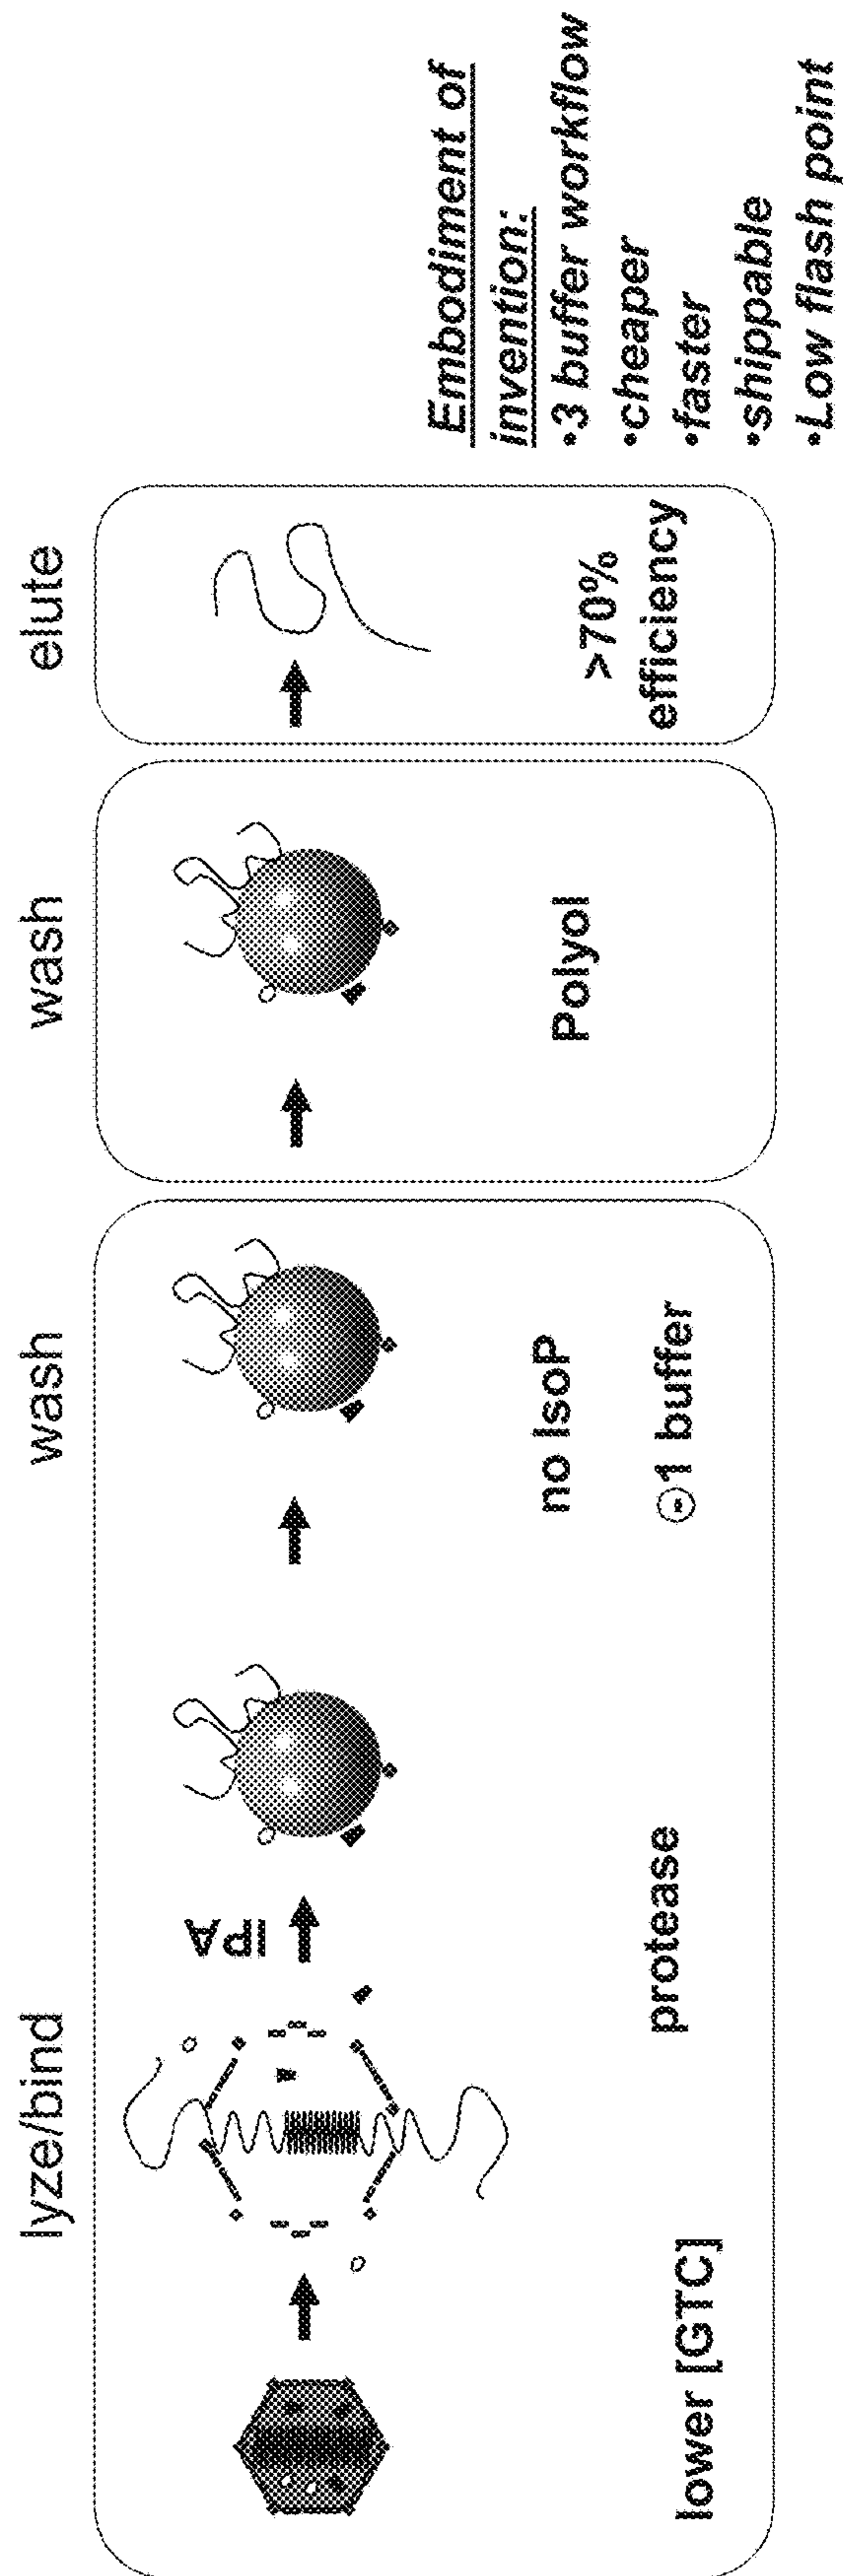 lyze/bind
wash
wash
elute
IPA
lower [GTC]
protease
no IsoP
⊙1 buffer
Polyol
>70%
efficiency
Embodiment of
invention:
•3 buffer workflow
•cheaper
•faster
•shippable
•Low flash point